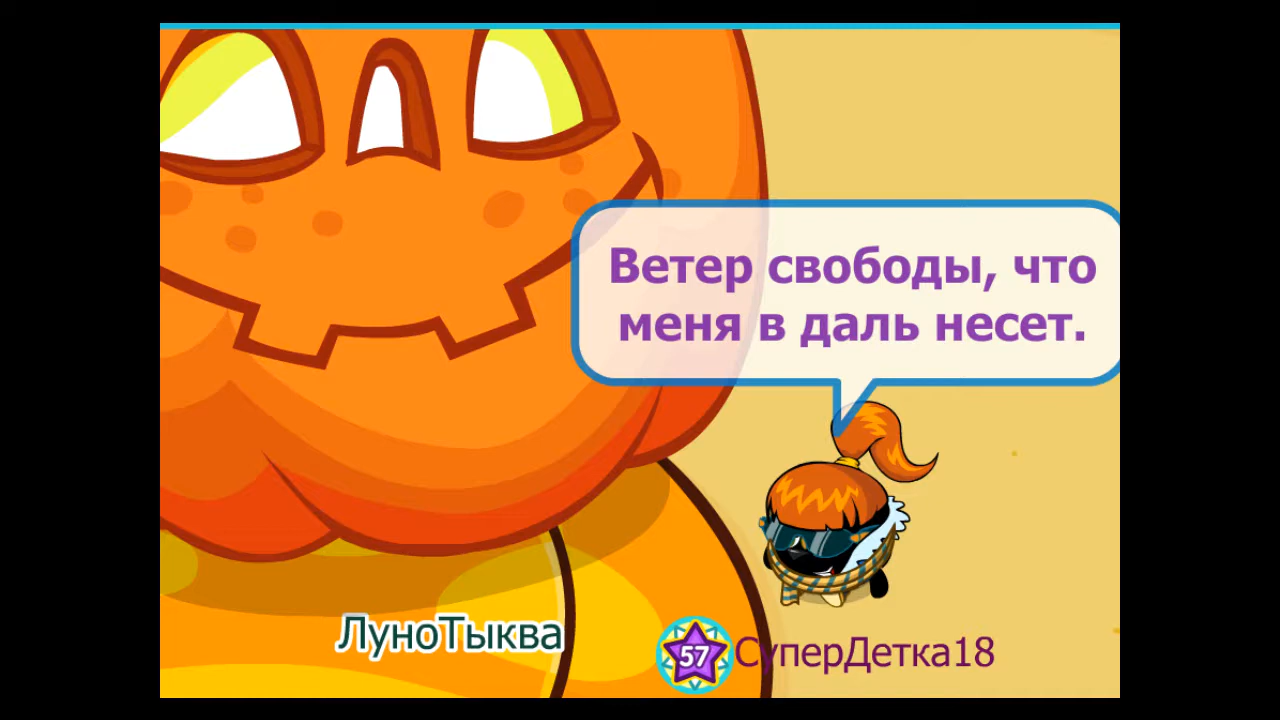 Ветер свободы, что
меня в даль несет.
ЛуноТыква
57 СуперДетка18